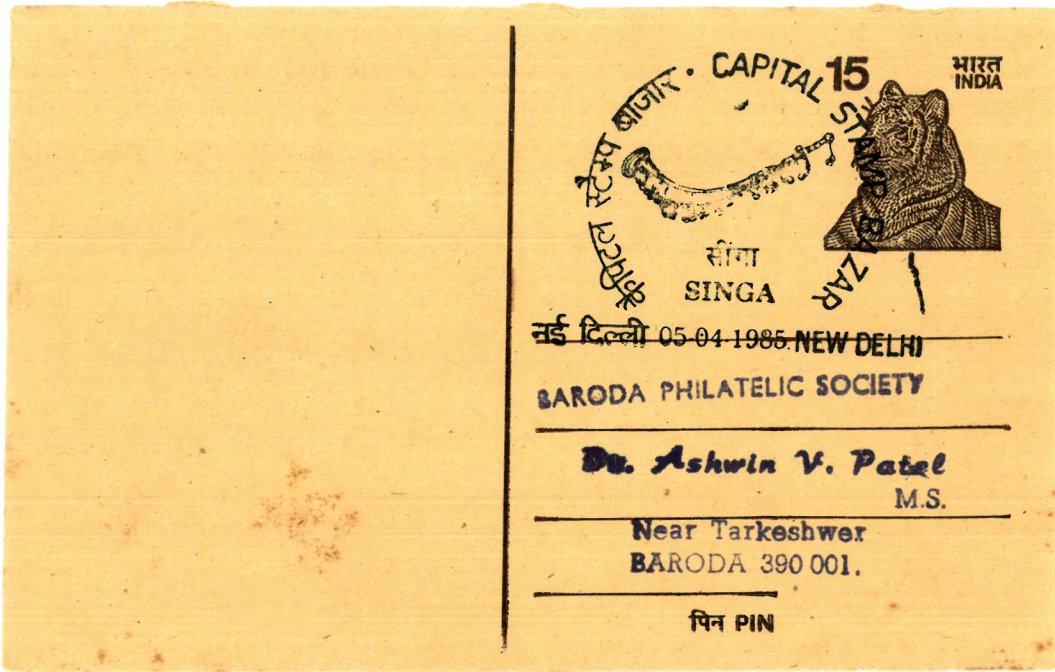 कैपिटल स्टैम्प बाजार • CAPITAL STAMP BAZAR
15
भारत
INDIA
सींगा
SINGA
नई दिल्ली 05-04-1985 NEW DELHI
BARODA PHILATELIC SOCIETY
Dr. Ashwin V. Patel
M.S.
Near Tarkeshwer
BARODA 390 001.
पिन PIN